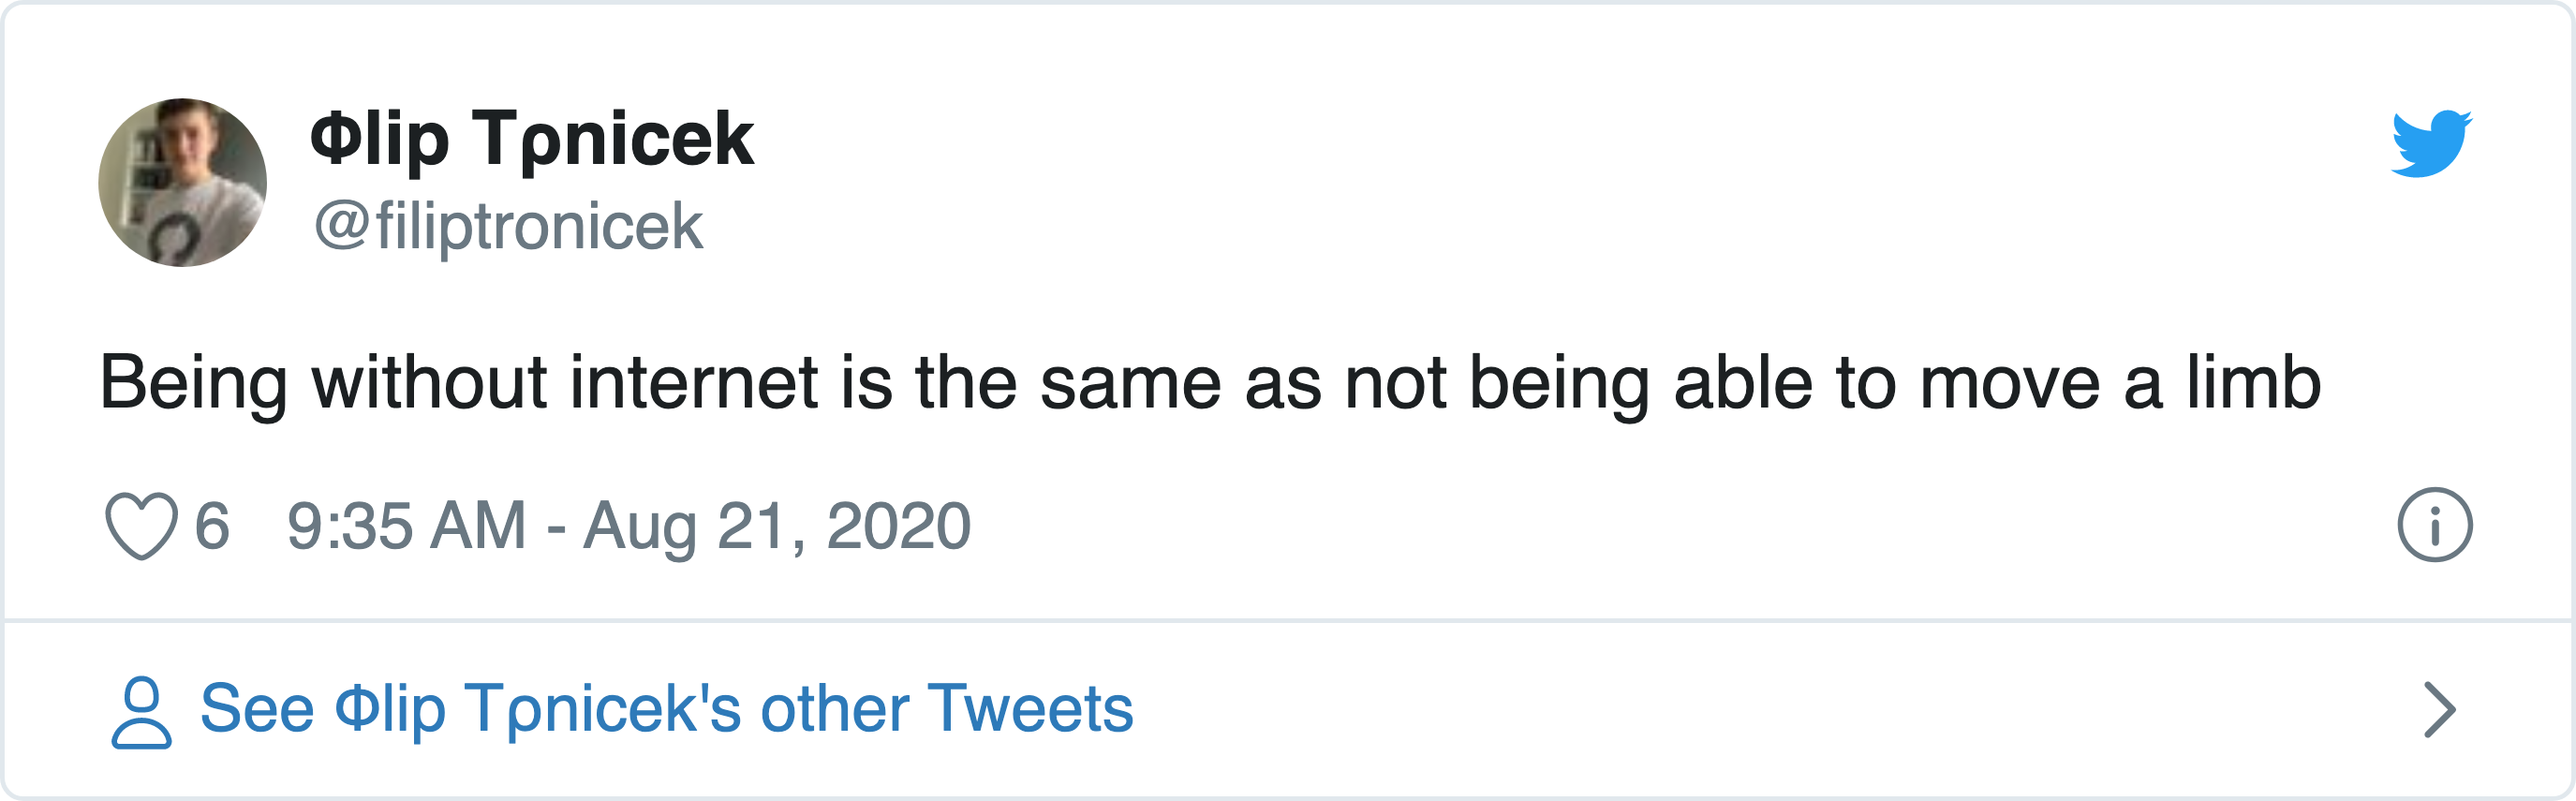 Φlip Tρnicek
@filiptronicek
Being without internet is the same as not being able to move a limb
6 9:35 AM - Aug 21, 2020
See Φlip Tρnicek's other Tweets